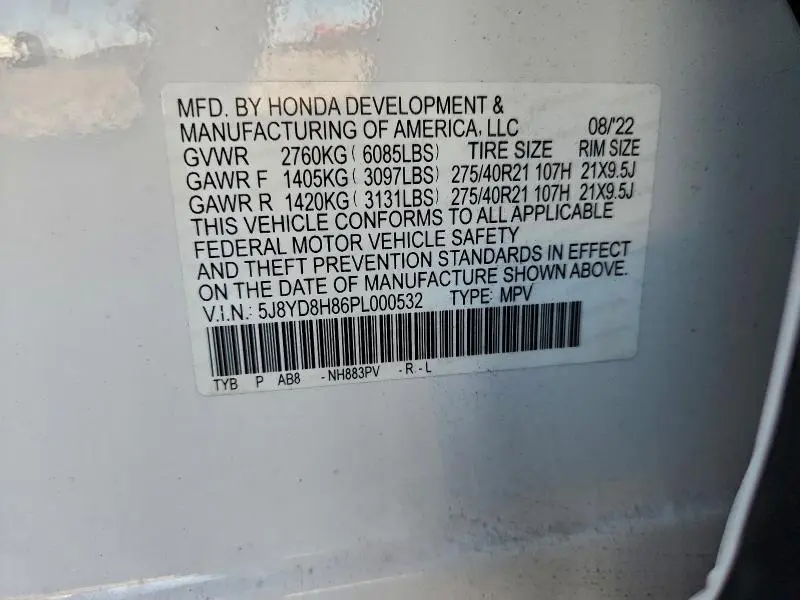 MFD. BY HONDA DEVELOPMENT &
MANUFACTURING OF AMERICA, LLC 08/'22
GVWR 2760KG ( 6085LBS) TIRE SIZE RIM SIZE
GAWR F 1405KG ( 3097LBS) 275/40R21 107H 21X9.5J
GAWR R 1420KG ( 3131LBS) 275/40R21 107H 21X9.5J
THIS VEHICLE CONFORMS TO ALL APPLICABLE
FEDERAL MOTOR VEHICLE SAFETY
AND THEFT PREVENTION STANDARDS IN EFFECT
ON THE DATE OF MANUFACTURE SHOWN ABOVE.
V.I.N.: 5J8YD8H86PL000532 TYPE: MPV
TYB P AB8 -NH883PV -R-L